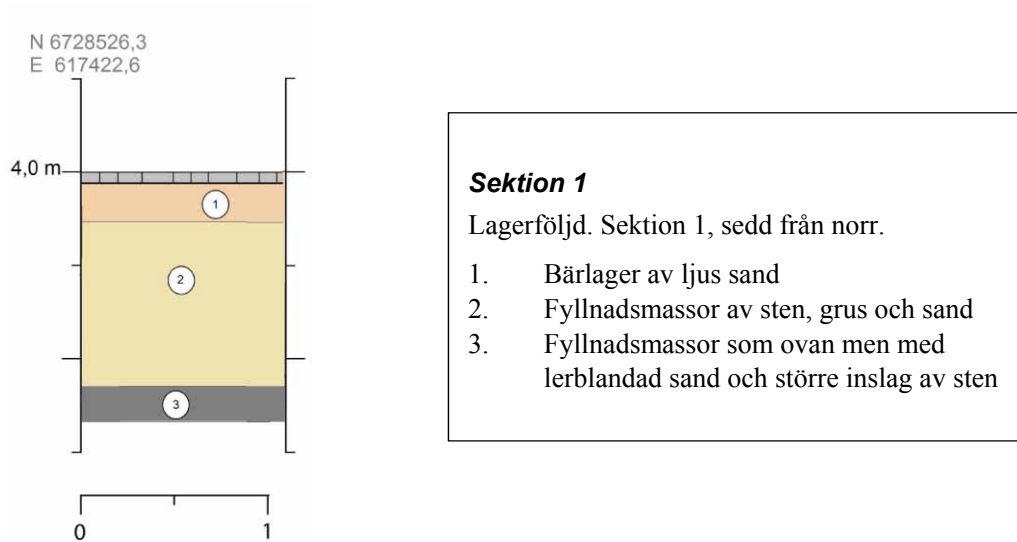 N 6728526,3
E 617422,6
4,0 m
1
2
3
0 1
Sektion 1
Lagerföljd. Sektion 1, sedd från norr.
1. Bärlager av ljus sand
2. Fyllnadsmassor av sten, grus och sand
3. Fyllnadsmassor som ovan men med
lerblandad sand och större inslag av sten